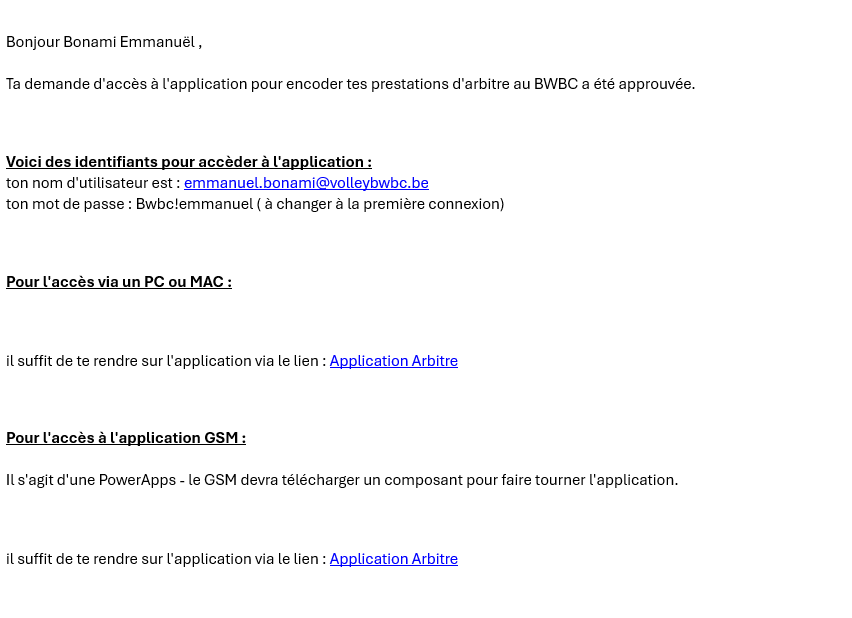 Bonjour Bonami Emmanuël ,
Ta demande d'accès à l'application pour encoder tes prestations d'arbitre au BWBC a été approuvée.
Voici des identifiants pour accèder à l'application :
ton nom d'utilisateur est : emmanuel.bonami@volleybwbc.be
ton mot de passe : Bwbc!emmanuel ( à changer à la première connexion)
Pour l'accès via un PC ou MAC :
il suffit de te rendre sur l'application via le lien : Application Arbitre
Pour l'accès à l'application GSM :
Il s'agit d'une PowerApps - le GSM devra télécharger un composant pour faire tourner l'application.
il suffit de te rendre sur l'application via le lien : Application Arbitre